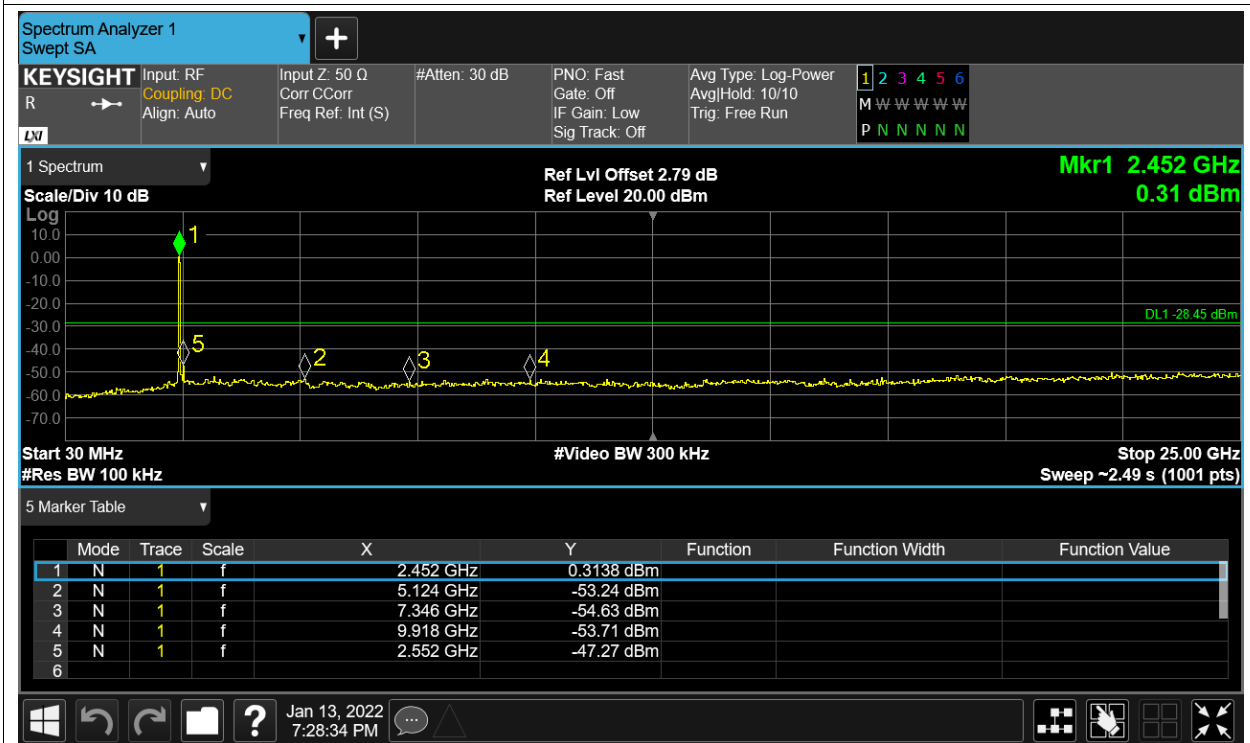 Spectrum Analyzer 1
Swept SA
+
KEYSIGHT Input: RF Input Z: 50 Ω #Atten: 30 dB PNO: Fast Avg Type: Log-Power 1 2 3 4 5 6
R Coupling: DC Corr CCorr Gate: Off Avg|Hold: 10/10 M W W W W W W
Align: Auto Freq Ref: Int (S) IF Gain: Low Trig: Free Run
LXI Sig Track: Off P N N N N N N
1 Spectrum Ref Lvl Offset 2.79 dB Mkr1 2.452 GHz
Scale/Div 10 dB Ref Level 20.00 dBm 0.31 dBm
Log
10.0 1
0.00
-10.0
-20.0 DL1 -28.45 dBm
-30.0
-40.0 5 2 3 4
-50.0
-60.0
-70.0
Start 30 MHz #Video BW 300 kHz Stop 25.00 GHz
#Res BW 100 kHz Sweep ~2.49 s (1001 pts)
5 Marker Table
Mode Trace Scale X Y Function Function Width Function Value
1 N 1 f 2.452 GHz 0.3138 dBm
2 N 1 f 5.124 GHz -53.24 dBm
3 N 1 f 7.346 GHz -54.63 dBm
4 N 1 f 9.918 GHz -53.71 dBm
5 N 1 f 2.552 GHz -47.27 dBm
6
? Jan 13, 2022
7:28:34 PM